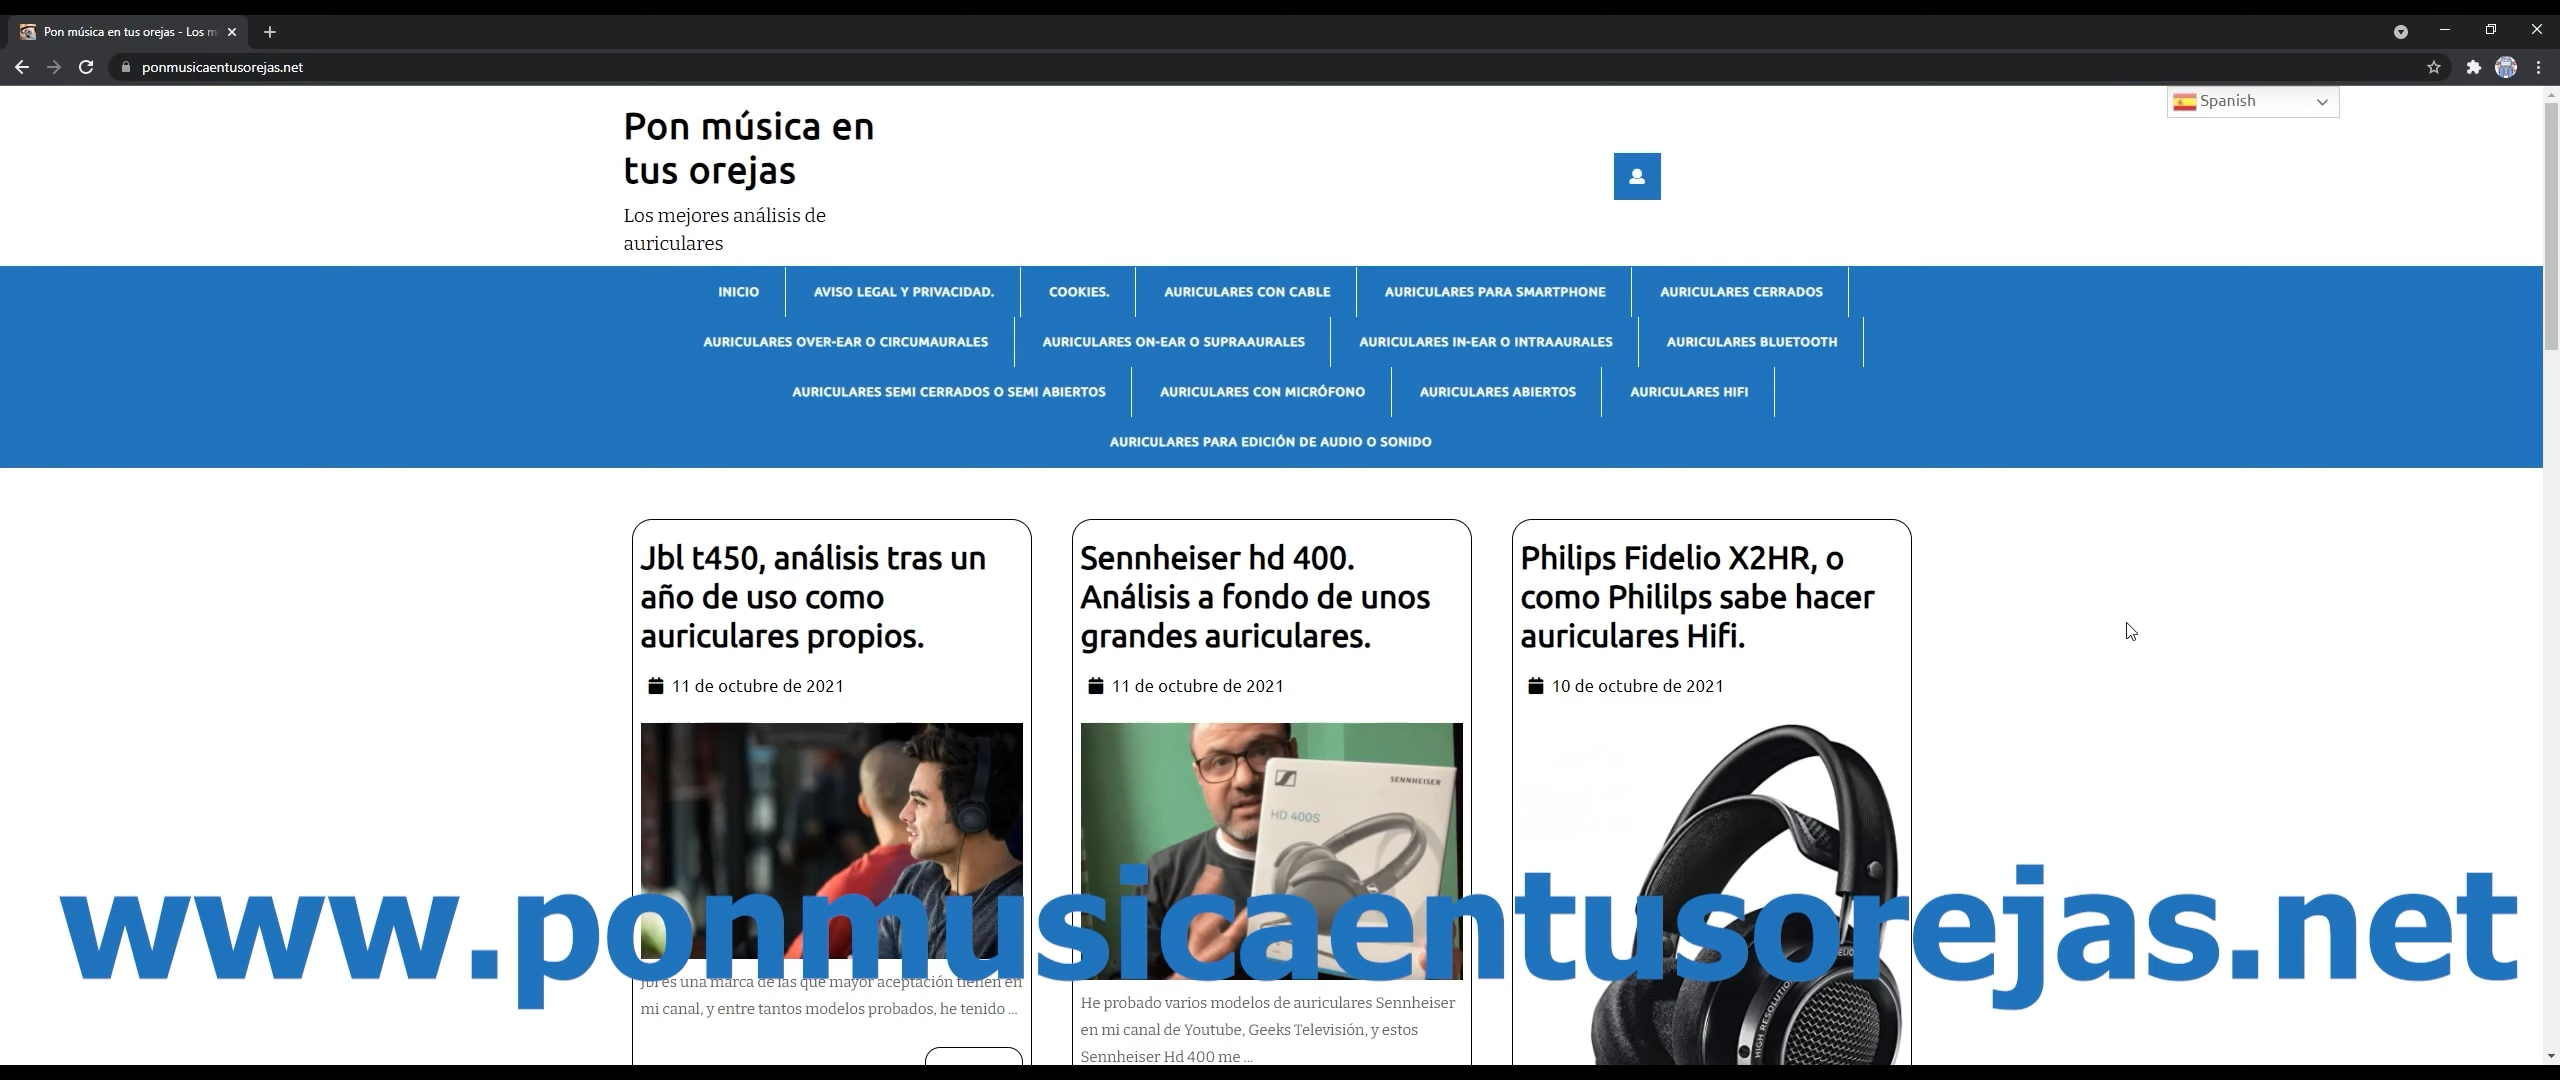 Pon música en tus orejas - Los m
ponmusicaentusorejas.net
Spanish
Pon música en
tus orejas
Los mejores análisis de
auriculares
INICIO AVISO LEGAL Y PRIVACIDAD. COOKIES. AURICULARES CON CABLE AURICULARES PARA SMARTPHONE AURICULARES CERRADOS
AURICULARES OVER-EAR O CIRCUMAURALES AURICULARES ON-EAR O SUPRAAURALES AURICULARES IN-EAR O INTRAAURALES AURICULARES BLUETOOTH
AURICULARES SEMI CERRADOS O SEMI ABIERTOS AURICULARES CON MICRÓFONO AURICULARES ABIERTOS AURICULARES HIFI
AURICULARES PARA EDICIÓN DE AUDIO O SONIDO
Jbl t450, análisis tras un
año de uso como
auriculares propios.
11 de octubre de 2021
Jbl es una marca de las que mayor aceptación tienen en
mi canal, y entre tantos modelos probados, he tenido ...
Sennheiser hd 400.
Análisis a fondo de unos
grandes auriculares.
11 de octubre de 2021
SENNHEISER
HD 400S
He probado varios modelos de auriculares Sennheiser
en mi canal de Youtube, Geeks Televisión, y estos
Sennheiser Hd 400 me ...
Philips Fidelio X2HR, o
como Phililps sabe hacer
auriculares Hifi.
10 de octubre de 2021
HIGH RESOLUTIO
www.ponmusicaentusorejas.net